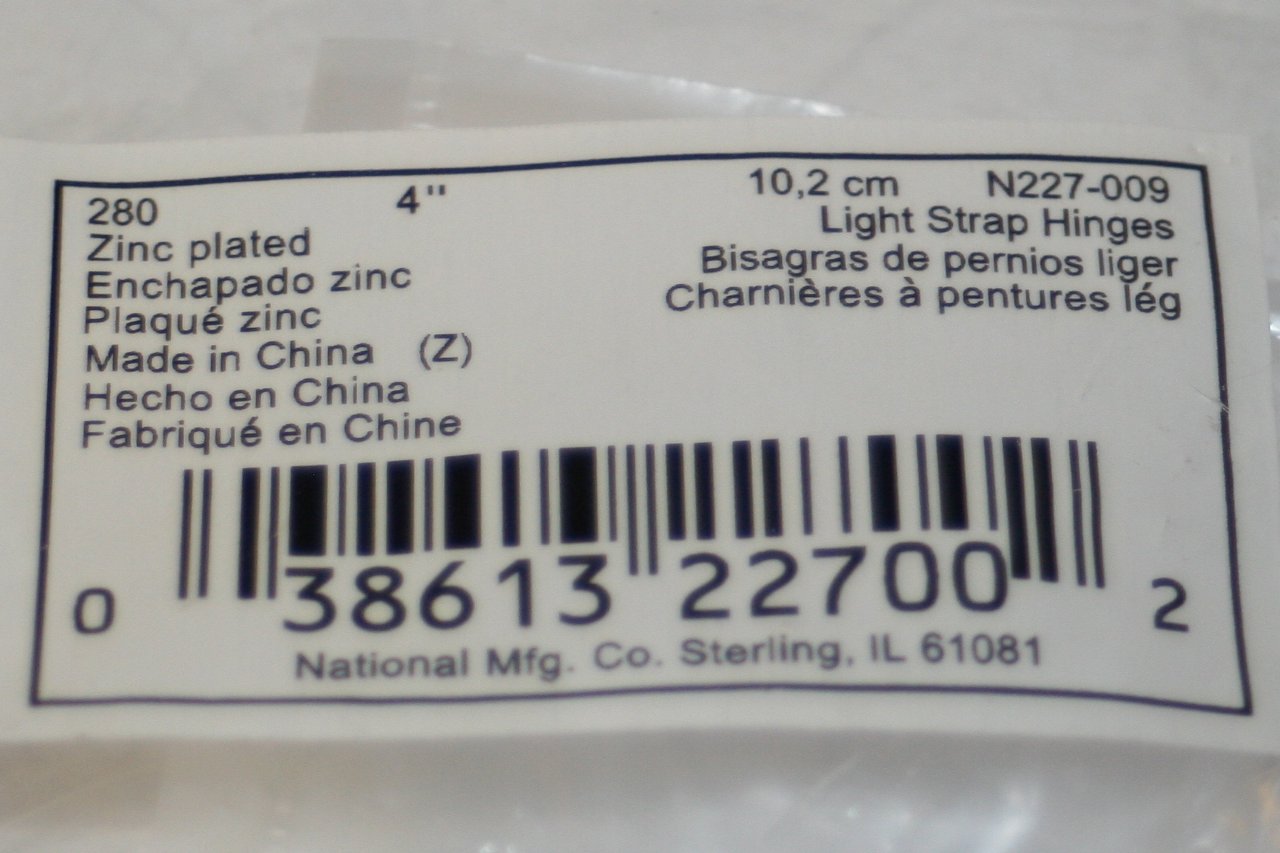 280 4" 10,2 cm N227-009
Zinc plated Light Strap Hinges
Enchapado zinc Bisagras de pernios liger
Plaqué zinc Charnières à pentures lég
Made in China (Z)
Hecho en China
Fabriqué en Chine
0 38613 22700 2
National Mfg. Co. Sterling, IL 61081